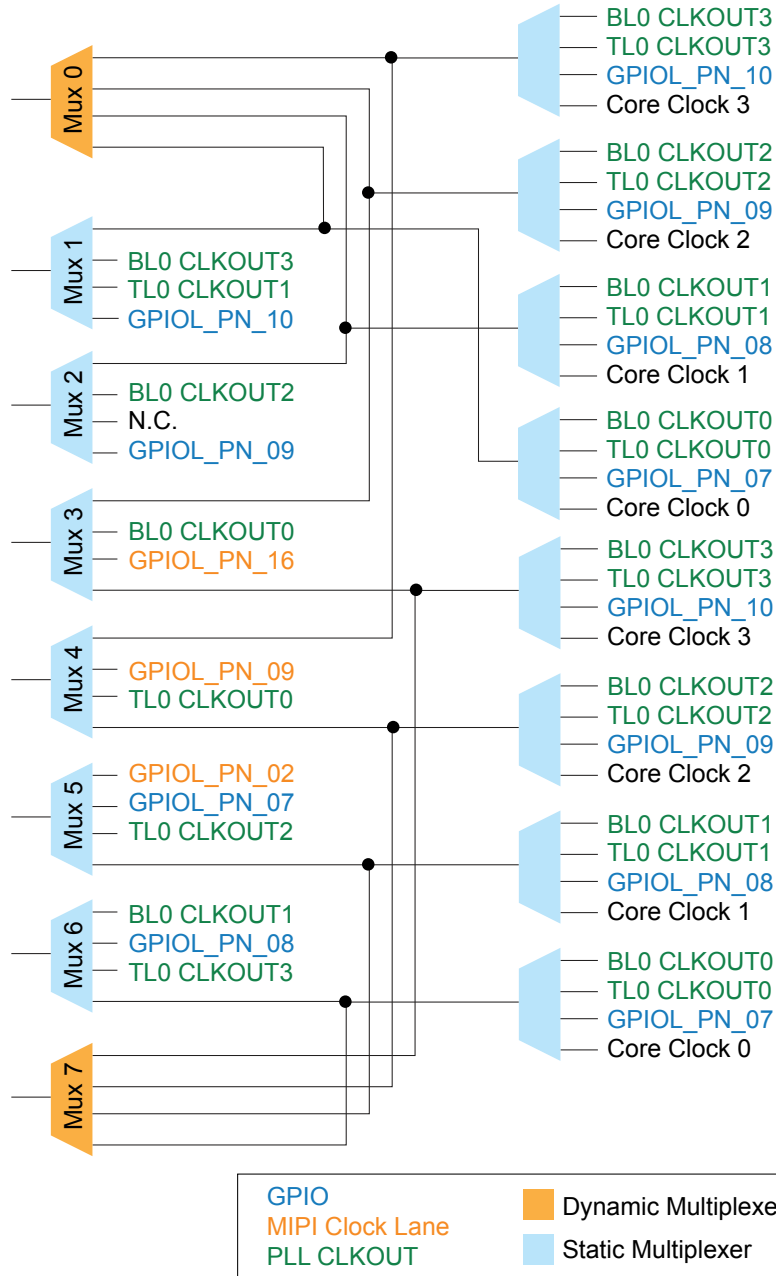 Mux 0
Mux 1
BL0 CLKOUT3
TL0 CLKOUT1
GPIOL_PN_10
Mux 2
BL0 CLKOUT2
N.C.
GPIOL_PN_09
Mux 3
BL0 CLKOUT0
GPIOL_PN_16
Mux 4
GPIOL_PN_09
TL0 CLKOUT0
Mux 5
GPIOL_PN_02
GPIOL_PN_07
TL0 CLKOUT2
Mux 6
BL0 CLKOUT1
GPIOL_PN_08
TL0 CLKOUT3
Mux 7
BL0 CLKOUT3
TL0 CLKOUT3
GPIOL_PN_10
Core Clock 3
BL0 CLKOUT2
TL0 CLKOUT2
GPIOL_PN_09
Core Clock 2
BL0 CLKOUT1
TL0 CLKOUT1
GPIOL_PN_08
Core Clock 1
BL0 CLKOUT0
TL0 CLKOUT0
GPIOL_PN_07
Core Clock 0
BL0 CLKOUT3
TL0 CLKOUT3
GPIOL_PN_10
Core Clock 3
BL0 CLKOUT2
TL0 CLKOUT2
GPIOL_PN_09
Core Clock 2
BL0 CLKOUT1
TL0 CLKOUT1
GPIOL_PN_08
Core Clock 1
BL0 CLKOUT0
TL0 CLKOUT0
GPIOL_PN_07
Core Clock 0
GPIO
MIPI Clock Lane
PLL CLKOUT
Dynamic Multiplexe
Static Multiplexer